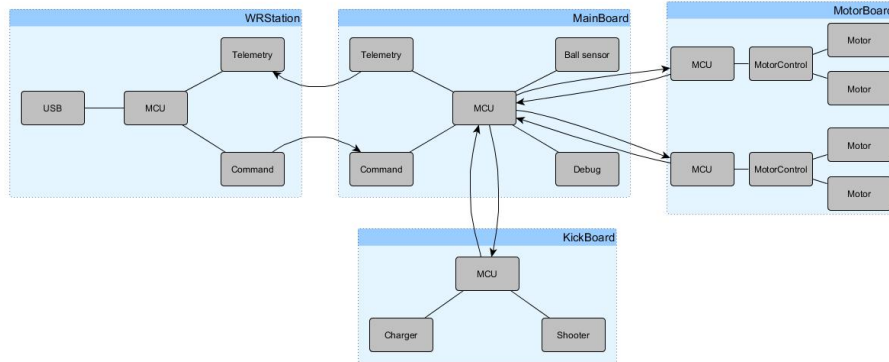 WRStation
Telemetry
USB
MCU
Command
MainBoard
Telemetry
Ball sensor
MCU
Command
Debug
MotorBoard
MCU
MotorControl
Motor
Motor
MCU
MotorControl
Motor
Motor
KickBoard
MCU
Charger
Shooter